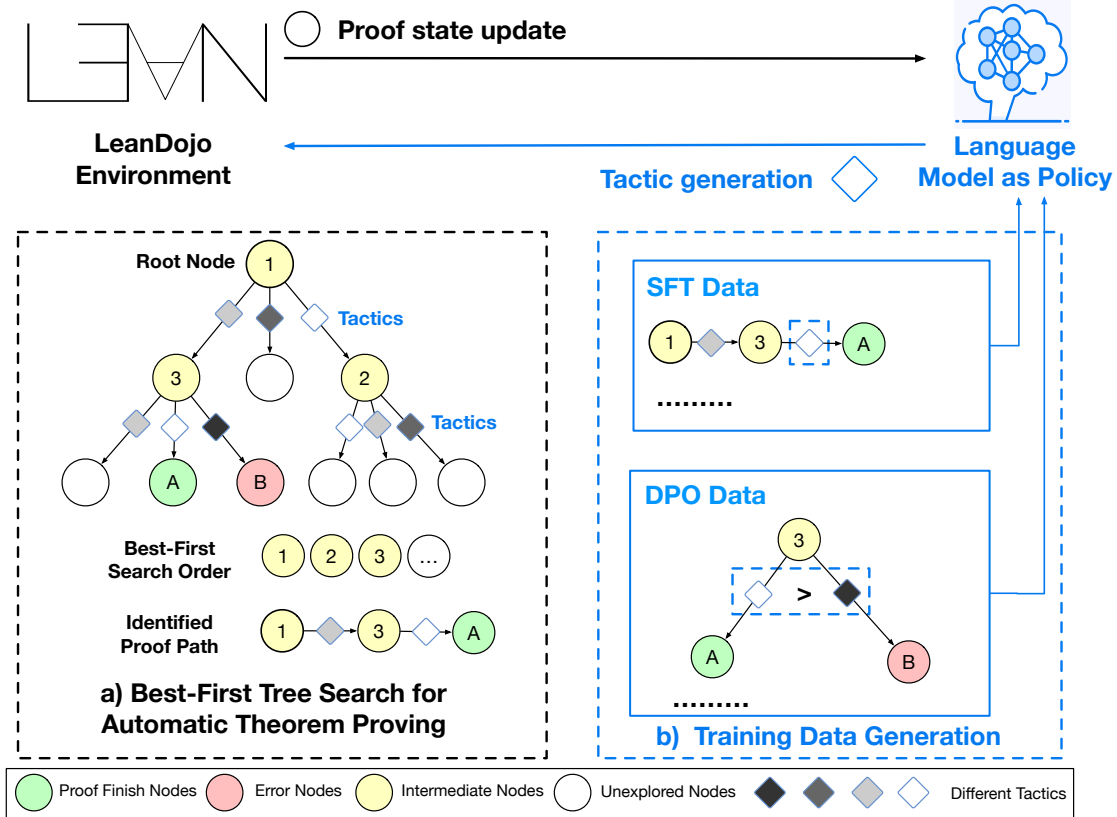 LEAN
Proof state update
LeanDojo
Environment
Language
Model as Policy
Tactic generation
Root Node
1
Tactics
3
2
Tactics
A
B
Best-First
Search Order
1 2 3 ...
Identified
Proof Path
1 3 A
a) Best-First Tree Search for
Automatic Theorem Proving
SFT Data
1 3 A
.........
DPO Data
3
>
A
B
.........
b) Training Data Generation
Proof Finish Nodes Error Nodes Intermediate Nodes Unexplored Nodes Different Tactics